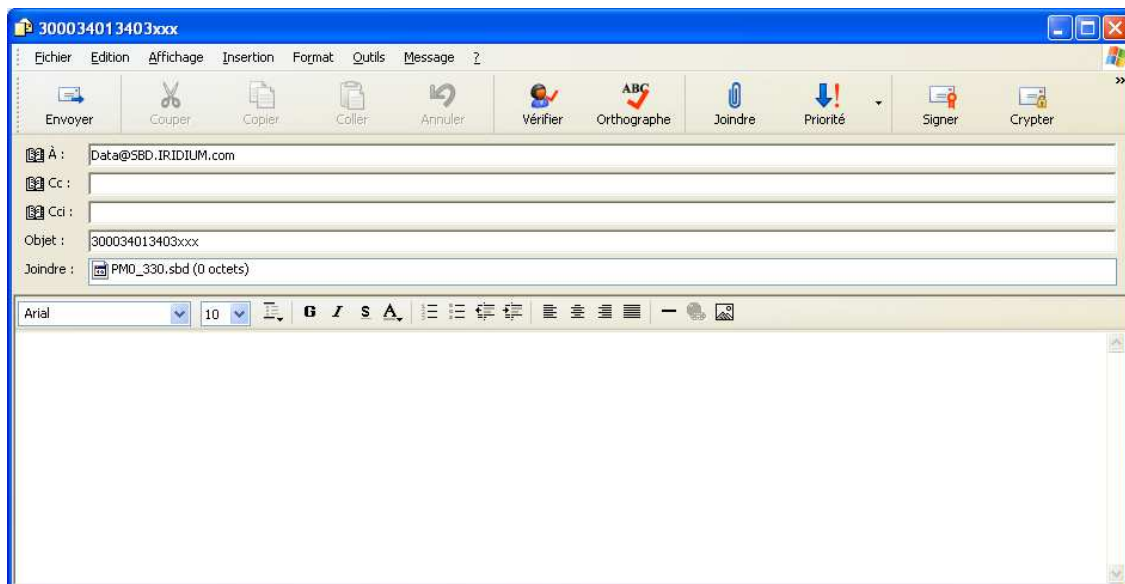 300034013403xxx
Fichier Edition Affichage Insertion Format Outils Message ?
Envoyer Couper Copier Coller Annuler Vérifier ABC Orthographe Joindre Priorité Signer Crypter »
À : Data@SBD.IRIDIUM.com
Cc :
Cci :
Objet : 300034013403xxx
Joindre : PM0_330.sbd (0 octets)
Arial 10 G I S A